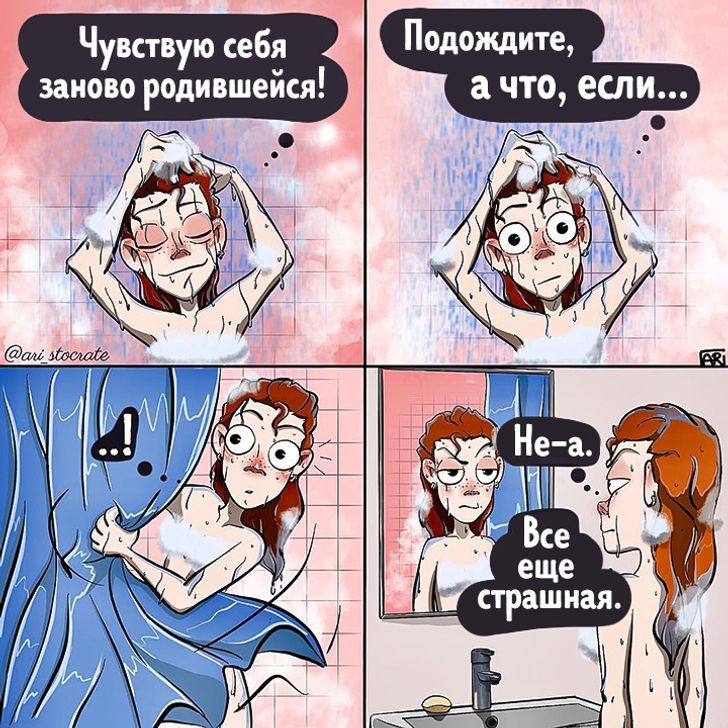 Чувствую себя
заново родившейся!
Подождите,
а что, если...
@ari_stocrate
ARI
..!
Не-а.
Все
еще
страшная.